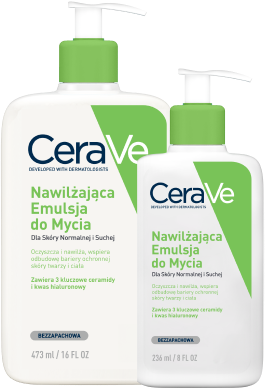 CeraVe
DEVELOPED WITH DERMATOLOGISTS
Nawilżająca
Emulsja
do Mycia
Dla Skóry Normalnej i Suchej
Oczyszcza i nawilża, wspiera
odbudowę bariery ochronnej
skóry twarzy i ciała
Zawiera 3 kluczowe ceramidy
i kwas hialuronowy
BEZZAPACHOWA
473 ml / 16 FL OZ
CeraVe
DEVELOPED WITH DERMATOLOGISTS
Nawilżająca
Emulsja
do Mycia
Dla Skóry Normalnej i Suchej
Oczyszcza i nawilża, wspiera
odbudowę bariery ochronnej
skóry twarzy i ciała
Zawiera 3 kluczowe ceramidy
i kwas hialuronowy
BEZZAPACHOWA
236 ml / 8 FL OZ